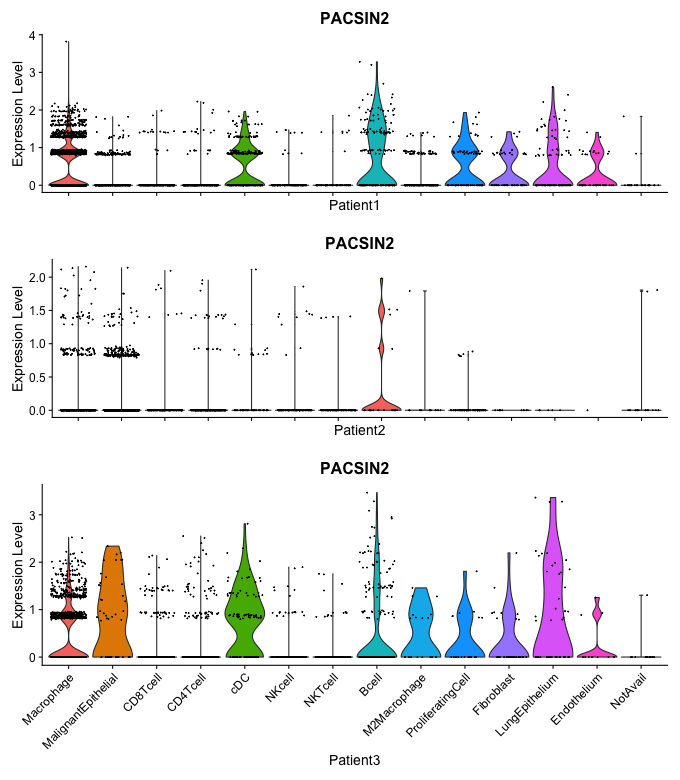 PACSIN2
Expression Level
4
3
2
1
0
Patient1
PACSIN2
Expression Level
2.0
1.5
1.0
0.5
0.0
Patient2
PACSIN2
Expression Level
3
2
1
0
Macrophage
MalignantEpithelial
CD8Tcell
CD4Tcell
cDC
NKcell
NKTcell
Bcell
M2Macrophage
ProliferatingCell
Fibroblast
LungEpithelium
Endothelium
NotAvail
Patient3